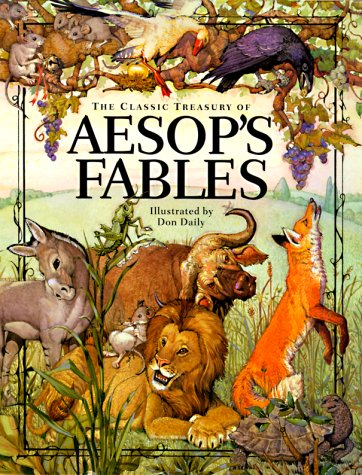 THE CLASSIC TREASURY OF
AESOP'S
FABLES
Illustrated by
Don Daily